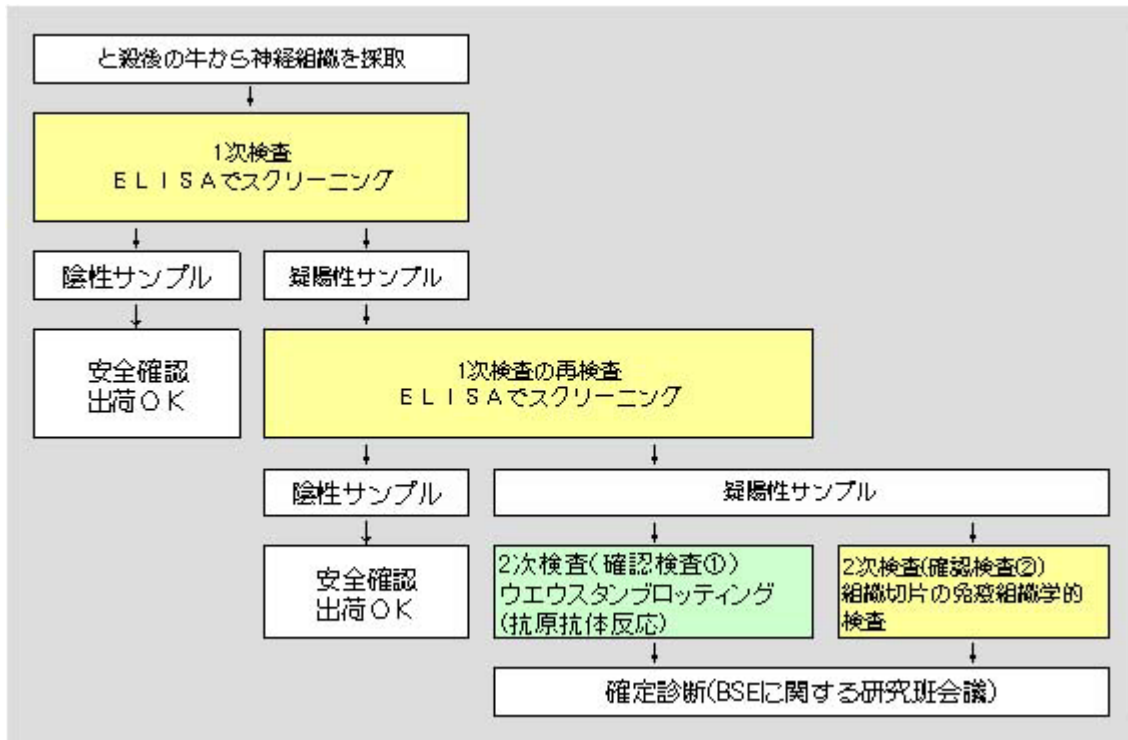 と殺後の牛から神経組織を採取
1次検査
ＥＬＩＳＡでスクリーニング
陰性サンプル
疑陽性サンプル
安全確認
出荷ＯＫ
1次検査の再検査
ＥＬＩＳＡでスクリーニング
陰性サンプル
疑陽性サンプル
安全確認
出荷ＯＫ
2次検査(確認検査①)
ウエウスタンブロッティング
(抗原抗体反応)
2次検査(確認検査②)
組織切片の免疫組織学的
検査
確定診断(BSEに関する研究班会議)